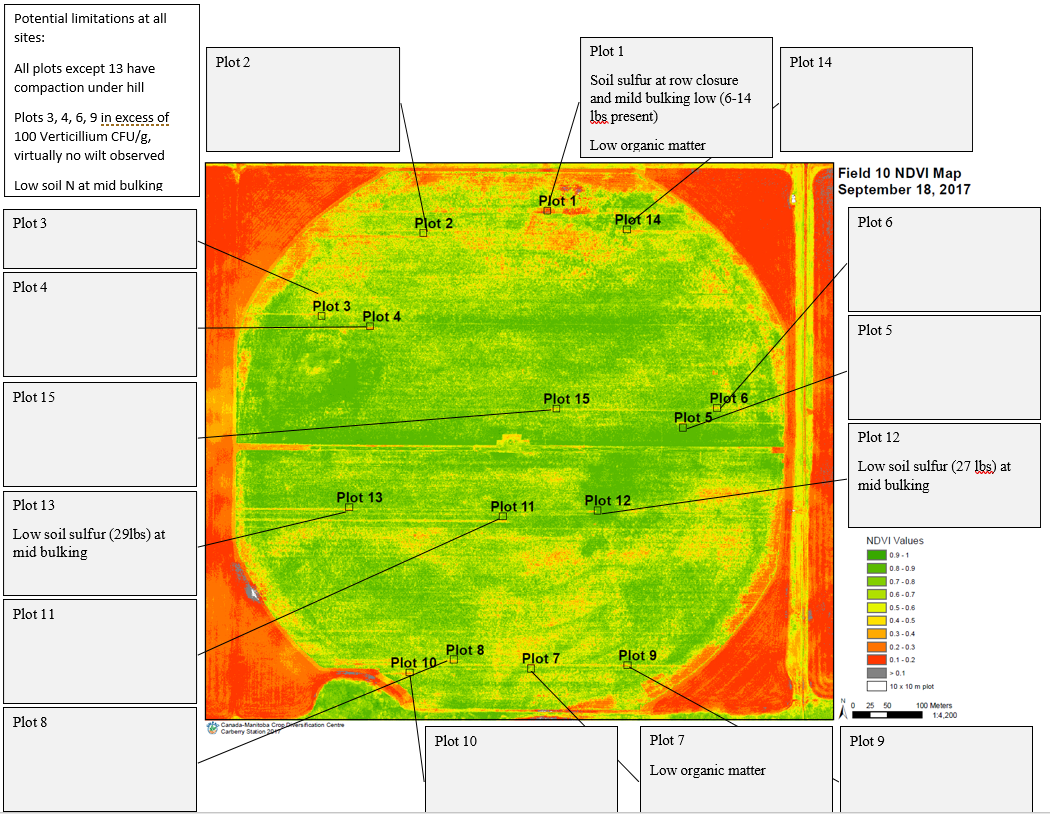 Potential limitations at all
sites:
All plots except 13 have
compaction under hill
Plots 3, 4, 6, 9 in excess of
100 Verticillium CFU/g,
virtually no wilt observed
Low soil N at mid bulking
Plot 2
Plot 1
Soil sulfur at row closure
and mild bulking low (6-14
lbs present)
Low organic matter
Plot 14
Field 10 NDVI Map
September 18, 2017
Plot 3
Plot 4
Plot 15
Plot 13
Low soil sulfur (29lbs) at
mid bulking
Plot 11
Plot 8
Plot 1
Plot 2
Plot 14
Plot 3
Plot 4
Plot 15
Plot 6
Plot 5
Plot 13
Plot 11
Plot 12
Plot 8
Plot 10
Plot 7
Plot 9
Plot 6
Plot 5
Plot 12
Low soil sulfur (27 lbs) at
mid bulking
NDVI Values
0.9 - 1
0.8 - 0.9
0.7 - 0.8
0.6 - 0.7
0.5 - 0.6
0.4 - 0.5
0.3 - 0.4
0.2 - 0.3
0.1 - 0.2
> 0.1
10 x 10 m plot
N
0 25 50 100 Meters
1:4,200
Canada-Manitoba Crop Diversification Centre
Carberry Station 2017
Plot 10
Plot 7
Low organic matter
Plot 9